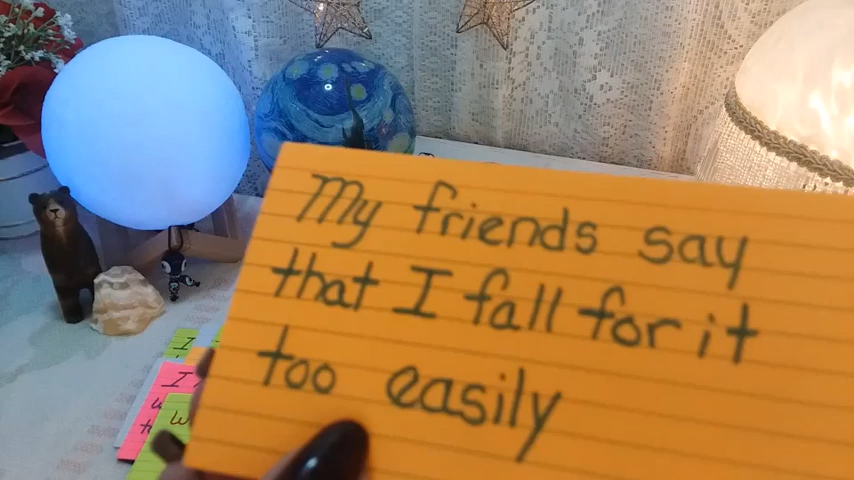 My friends say
that I fall for it
too easily
I
I